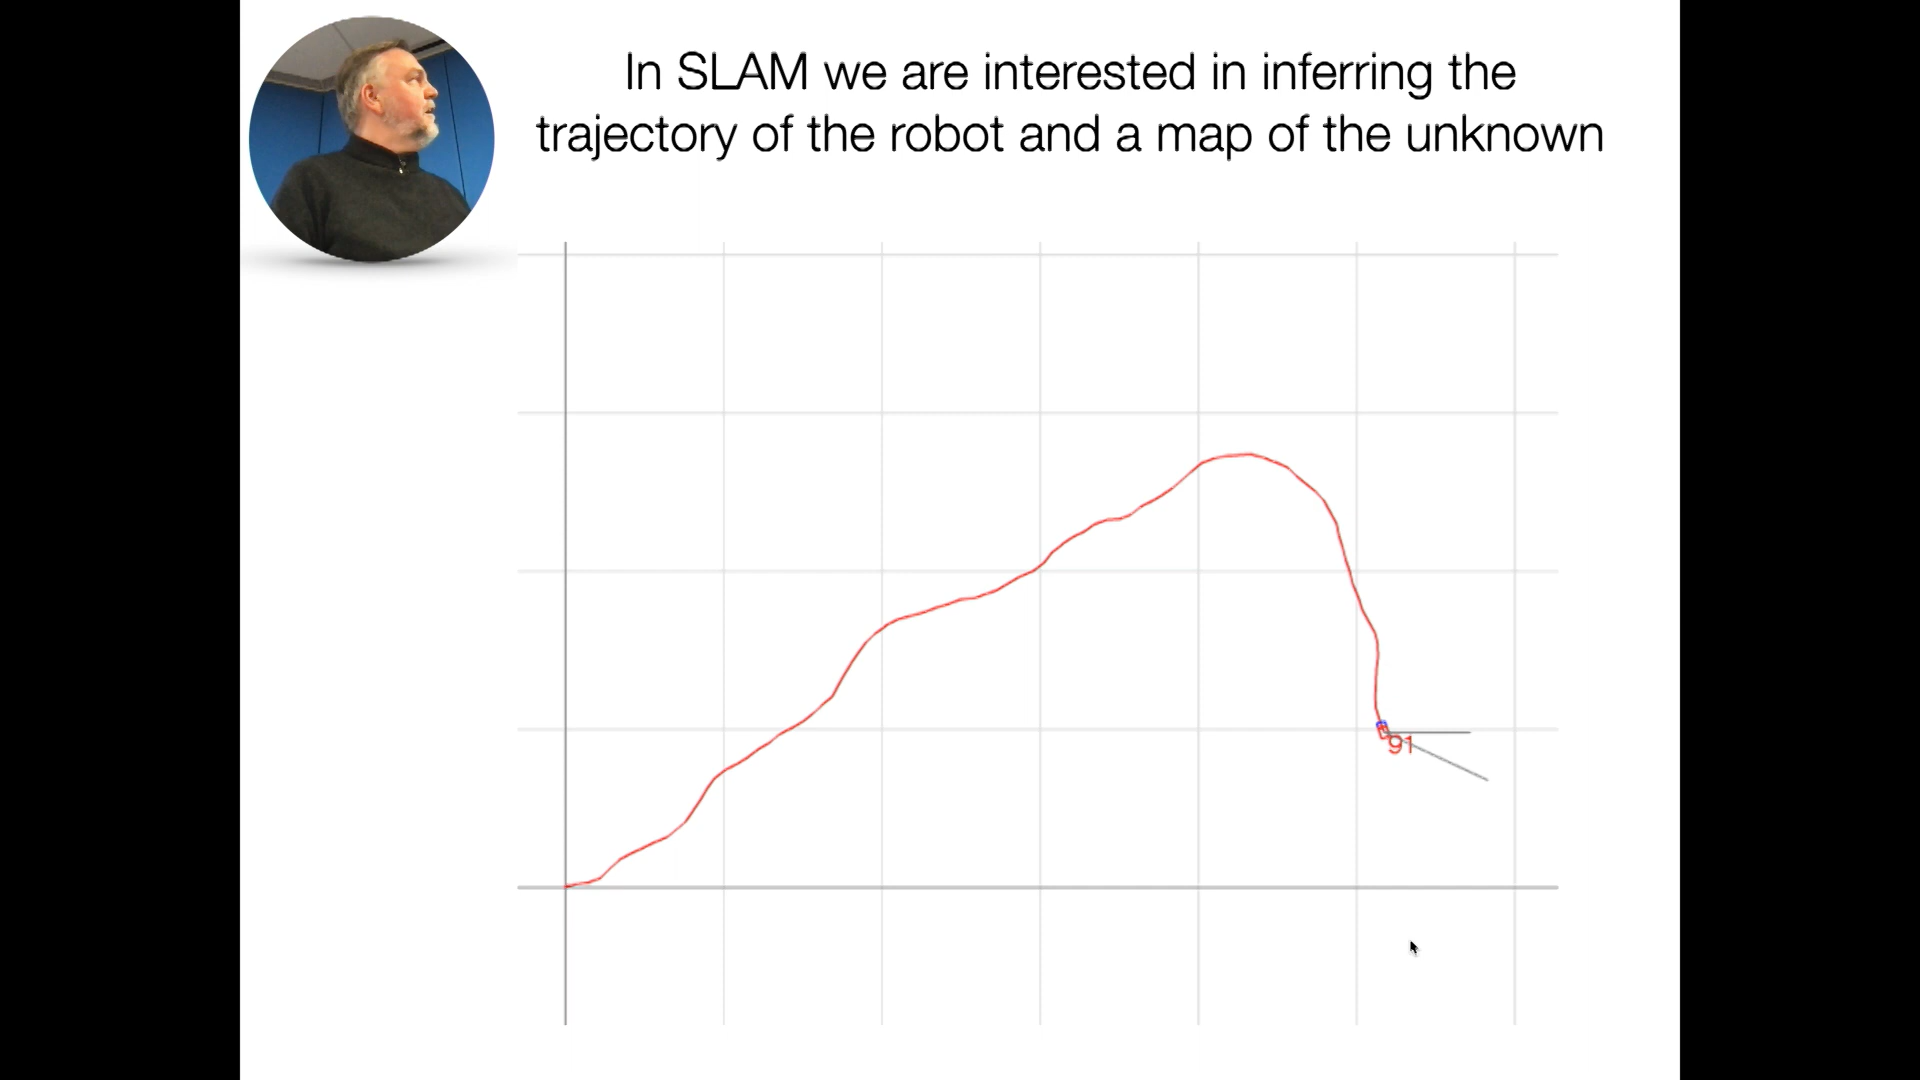 In SLAM we are interested in inferring the
trajectory of the robot and a map of the unknown
91